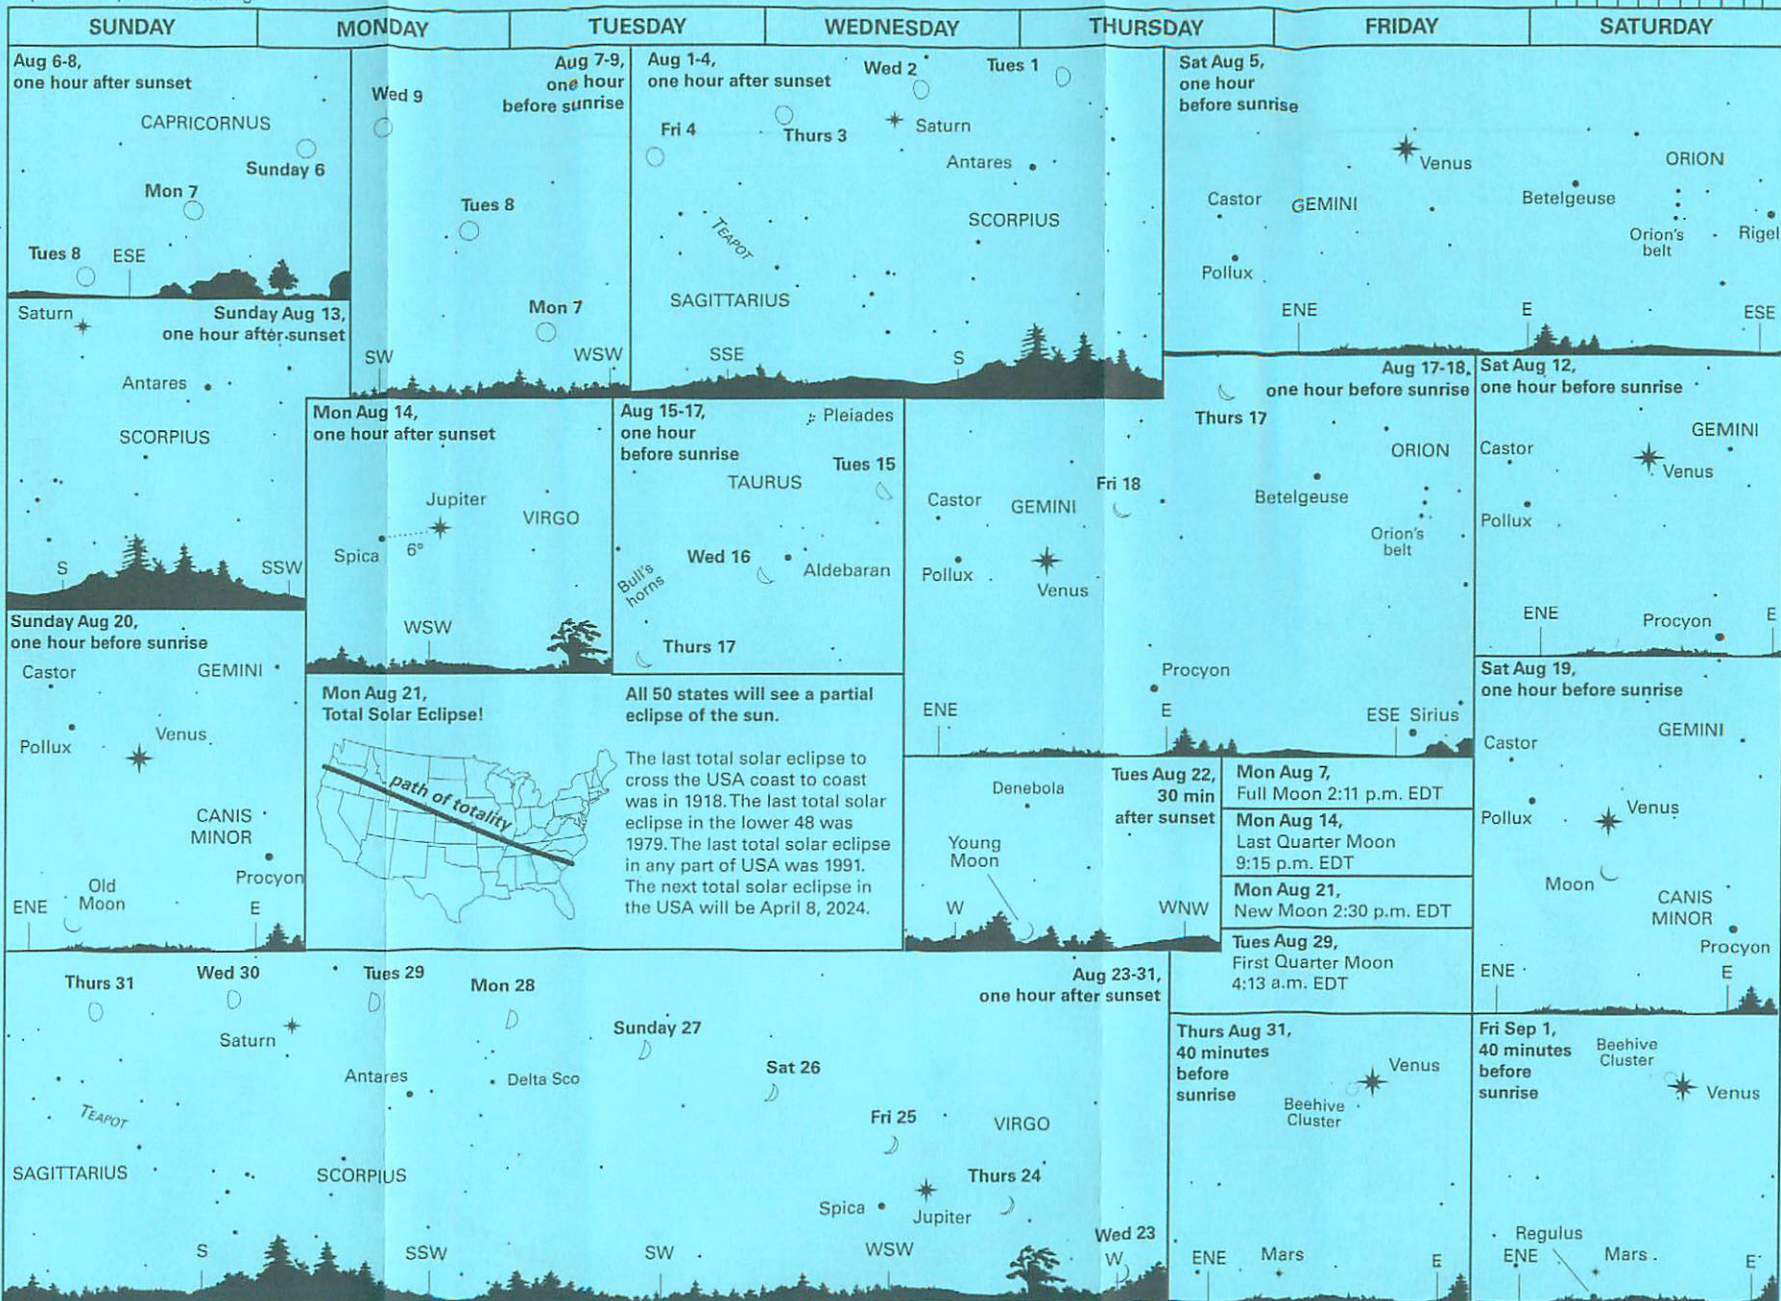 SUNDAY
MONDAY
TUESDAY
WEDNESDAY
THURSDAY
FRIDAY
SATURDAY
Aug 6-8,
one hour after sunset
CAPRICORNUS
Sunday 6
Mon 7
Tues 8
ESE
Aug 7-9,
one hour
before sunrise
Wed 9
Tues 8
Mon 7
SW
WSW
Aug 1-4,
one hour after sunset
Wed 2
Tues 1
Fri 4
Thurs 3
Saturn
Antares
TEAPOT
SCORPIUS
SAGITTARIUS
SSE
S
Sat Aug 5,
one hour
before sunrise
Venus
ORION
Castor
GEMINI
Betelgeuse
Orion's
belt
Rigel
Pollux
ENE
E
ESE
Saturn
Sunday Aug 13,
one hour after sunset
Antares
SCORPIUS
S
SSW
Mon Aug 14,
one hour after sunset
Jupiter
VIRGO
Spica
6°
WSW
Aug 15-17,
one hour
before sunrise
Pleiades
Tues 15
TAURUS
Wed 16
Aldebaran
Bull's
horns
Thurs 17
Aug 17-18,
one hour before sunrise
Thurs 17
ORION
Fri 18
Betelgeuse
Castor
GEMINI
Orion's
belt
Pollux
Venus
Procyon
ENE
E
ESE
Sirius
Sat Aug 12,
one hour before sunrise
GEMINI
Castor
Venus
Pollux
ENE
Procyon
E
Sunday Aug 20,
one hour before sunrise
Castor
GEMINI
Pollux
Venus
CANIS
MINOR
Procyon
Old
Moon
ENE
E
Mon Aug 21,
Total Solar Eclipse!
path of totality
All 50 states will see a partial
eclipse of the sun.
The last total solar eclipse to
cross the USA coast to coast
was in 1918. The last total solar
eclipse in the lower 48 was
1979. The last total solar eclipse
in any part of USA was 1991.
The next total solar eclipse in
the USA will be April 8, 2024.
Tues Aug 22,
30 min
after sunset
Denebola
Young
Moon
W
WNW
Mon Aug 7,
Full Moon 2:11 p.m. EDT
Mon Aug 14,
Last Quarter Moon
9:15 p.m. EDT
Mon Aug 21,
New Moon 2:30 p.m. EDT
Tues Aug 29,
First Quarter Moon
4:13 a.m. EDT
Sat Aug 19,
one hour before sunrise
GEMINI
Castor
Pollux
Venus
Moon
CANIS
MINOR
Procyon
ENE
E
Aug 23-31,
one hour after sunset
Thurs 31
Wed 30
Tues 29
Mon 28
Sunday 27
Sat 26
Fri 25
Thurs 24
Wed 23
Saturn
Antares
Delta Sco
TEAPOT
SAGITTARIUS
SCORPIUS
VIRGO
Spica
Jupiter
S
SSW
SW
WSW
W
Thurs Aug 31,
40 minutes
before
sunrise
Venus
Beehive
Cluster
ENE
Mars
E
Fri Sep 1,
40 minutes
before
sunrise
Beehive
Cluster
Venus
Regulus
ENE
Mars
E